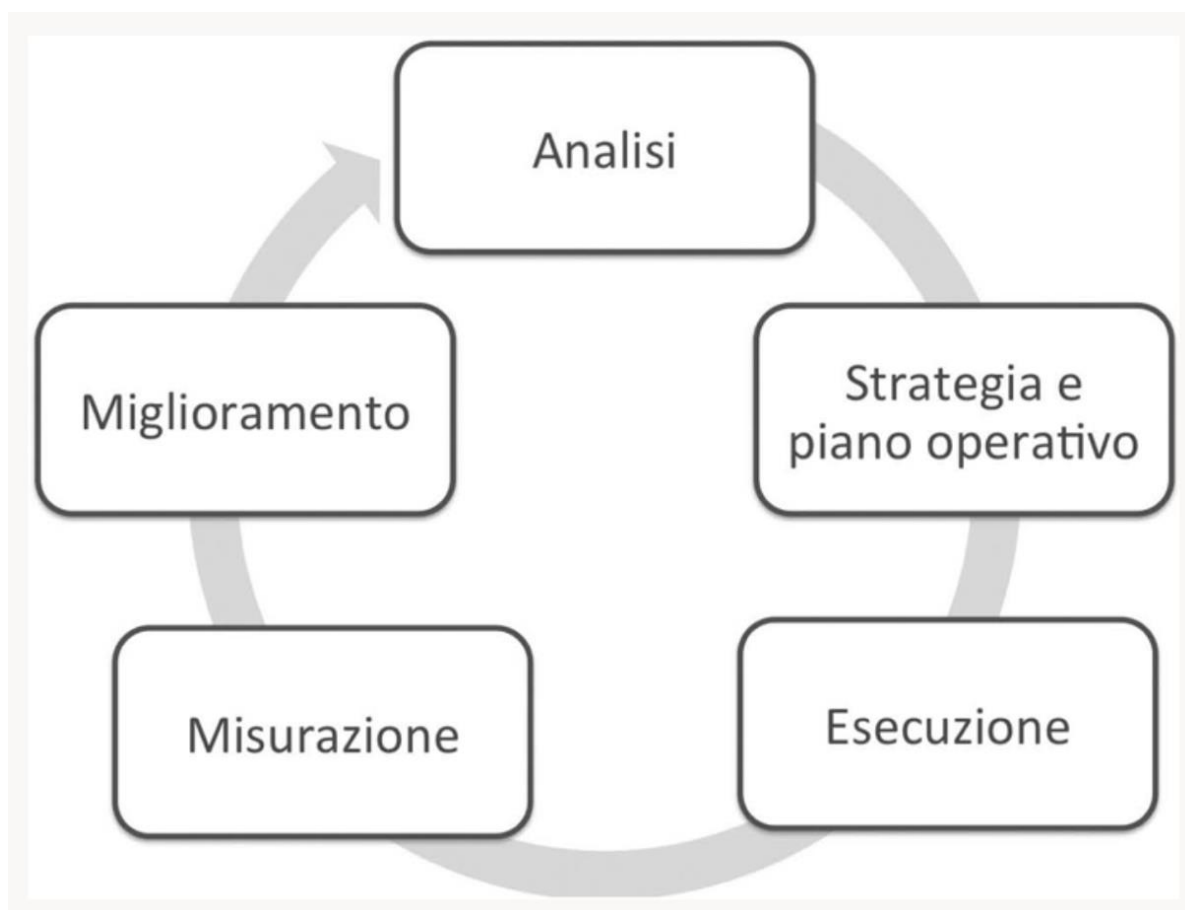 Analisi
Strategia e
piano operativo
Esecuzione
Misurazione
Miglioramento